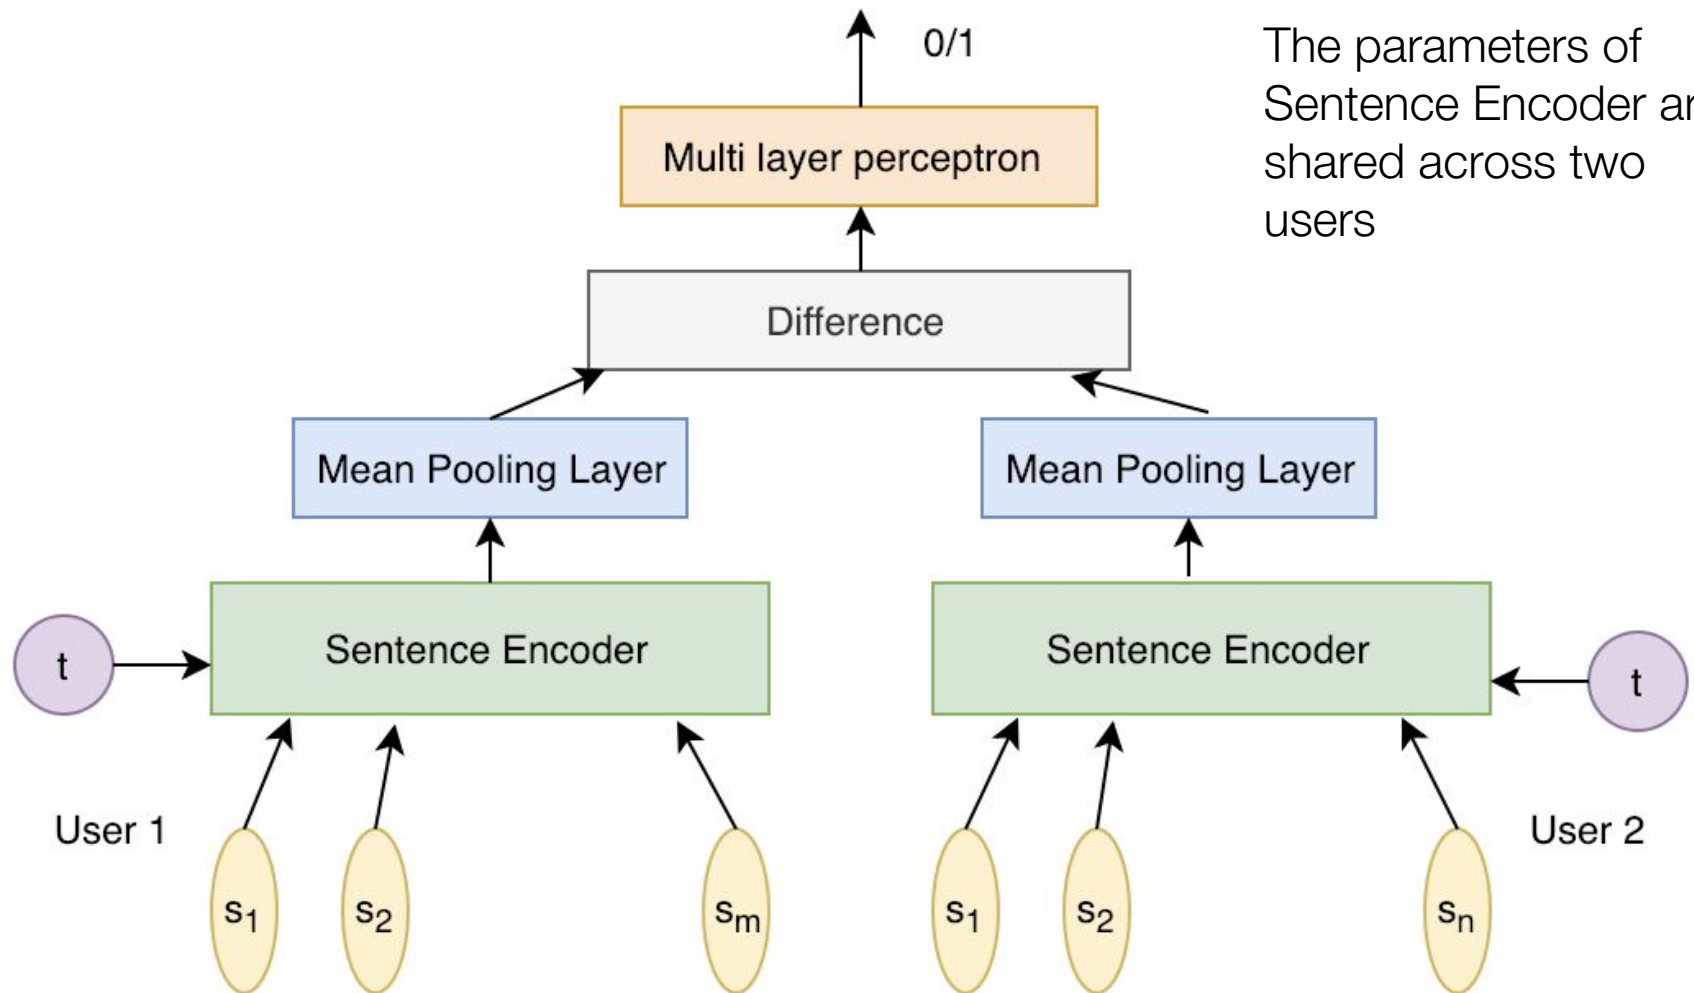 0/1
The parameters of
Sentence Encoder ar
shared across two
users
Multi layer perceptron
Difference
Mean Pooling Layer
Mean Pooling Layer
t
Sentence Encoder
Sentence Encoder
t
User 1
User 2
s1
s2
sm
s1
s2
sn